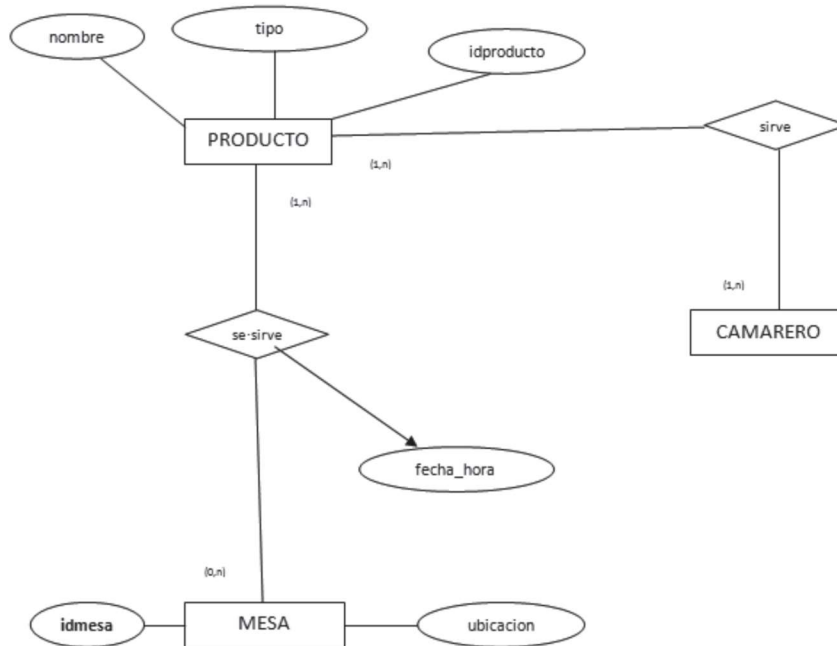 nombre
tipo
idproducto
PRODUCTO
sirve
(1,n)
(1,n)
(1,n)
CAMARERO
se·sirve
fecha_hora
(0,n)
idmesa
MESA
ubicacion